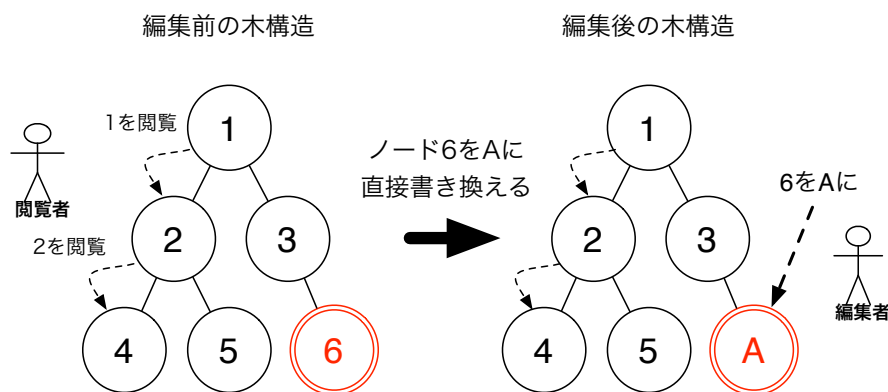 編集前の木構造
編集後の木構造
1を閲覧
1
閲覧者
2を閲覧
2
3
4
5
6
ノード6をAに
直接書き換える
1
6をAに
2
3
編集者
4
5
A